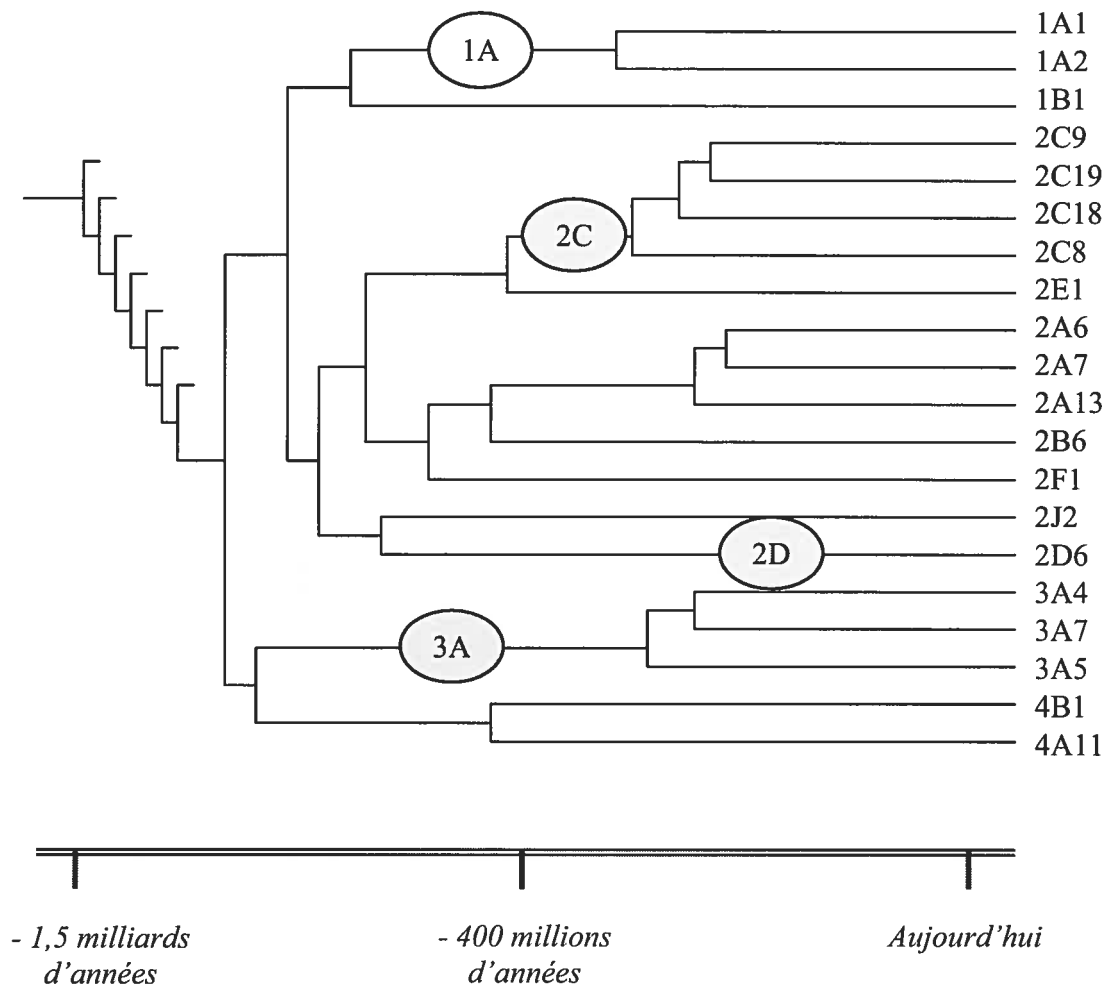 1A1
1A
1A2
1B1
2C9
2C19
2C18
2C
2C8
2E1
2A6
2A7
2A13
2B6
2F1
2J2
2D
2D6
3A4
3A7
3A
3A5
4B1
4A11
- 1,5 milliards
d'années
- 400 millions
d'années
Aujourd'hui